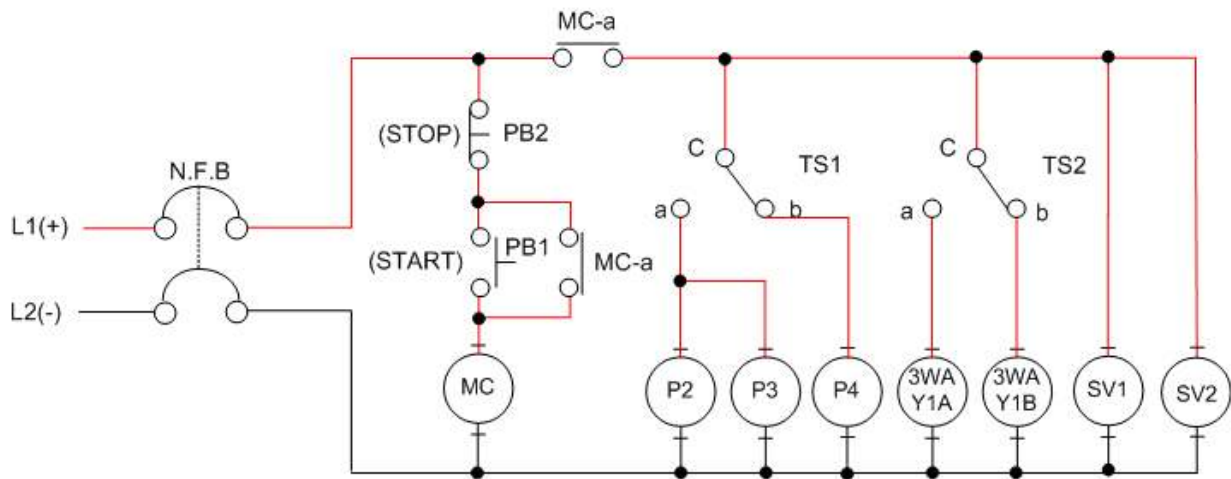 MC-a
(STOP)
PB2
N.F.B
C
TS1
C
TS2
L1(+)
a
b
a
b
(START)
PB1
MC-a
L2(-)
MC
P2
P3
P4
3WA
Y1A
3WA
Y1B
SV1
SV2